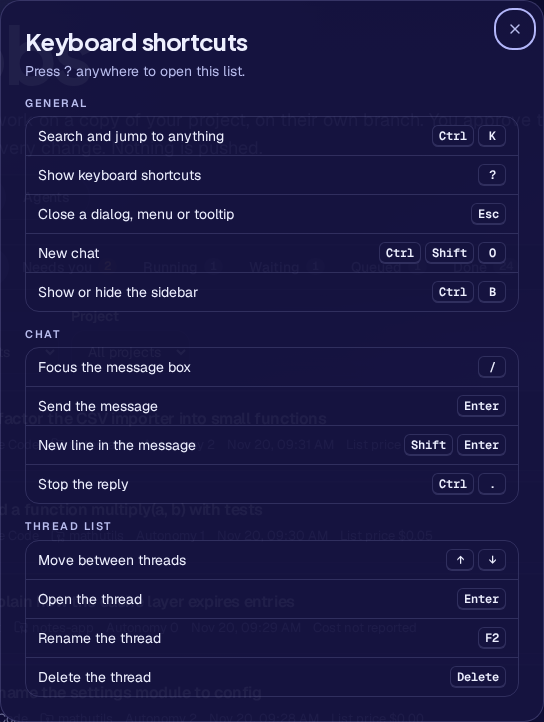 Keyboard shortcuts
Press ? anywhere to open this list.
GENERAL
Search and jump to anything Ctrl K
Show keyboard shortcuts ?
Close a dialog, menu or tooltip Esc
New chat Ctrl Shift O
Show or hide the sidebar Ctrl B
CHAT
Focus the message box /
Send the message Enter
New line in the message Shift Enter
Stop the reply Ctrl .
THREAD LIST
Move between threads ↑ ↓
Open the thread Enter
Rename the thread F2
Delete the thread Delete